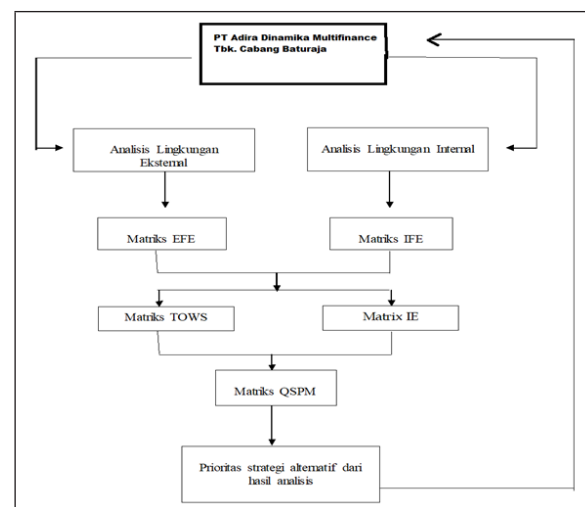 PT Adira Dinamika Multifinance
Tbk. Cabang Baturaja
Analisis Lingkungan
Eksternal
Analisis Lingkungan Internal
Matriks EFE
Matriks IFE
Matriks TOWS
Matrix IE
Matriks QSPM
Prioritas strategi alternatif dari
hasil analisis